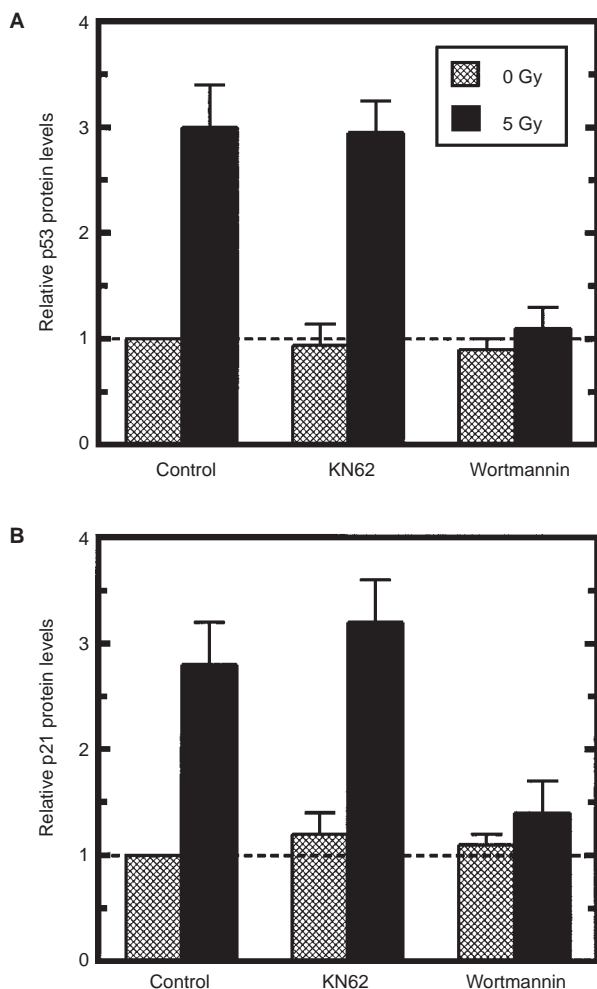 A
4
3
2
1
0
Relative p53 protein levels
0 Gy
5 Gy
Control KN62 Wortmannin
B
4
3
2
1
0
Relative p21 protein levels
Control KN62 Wortmannin